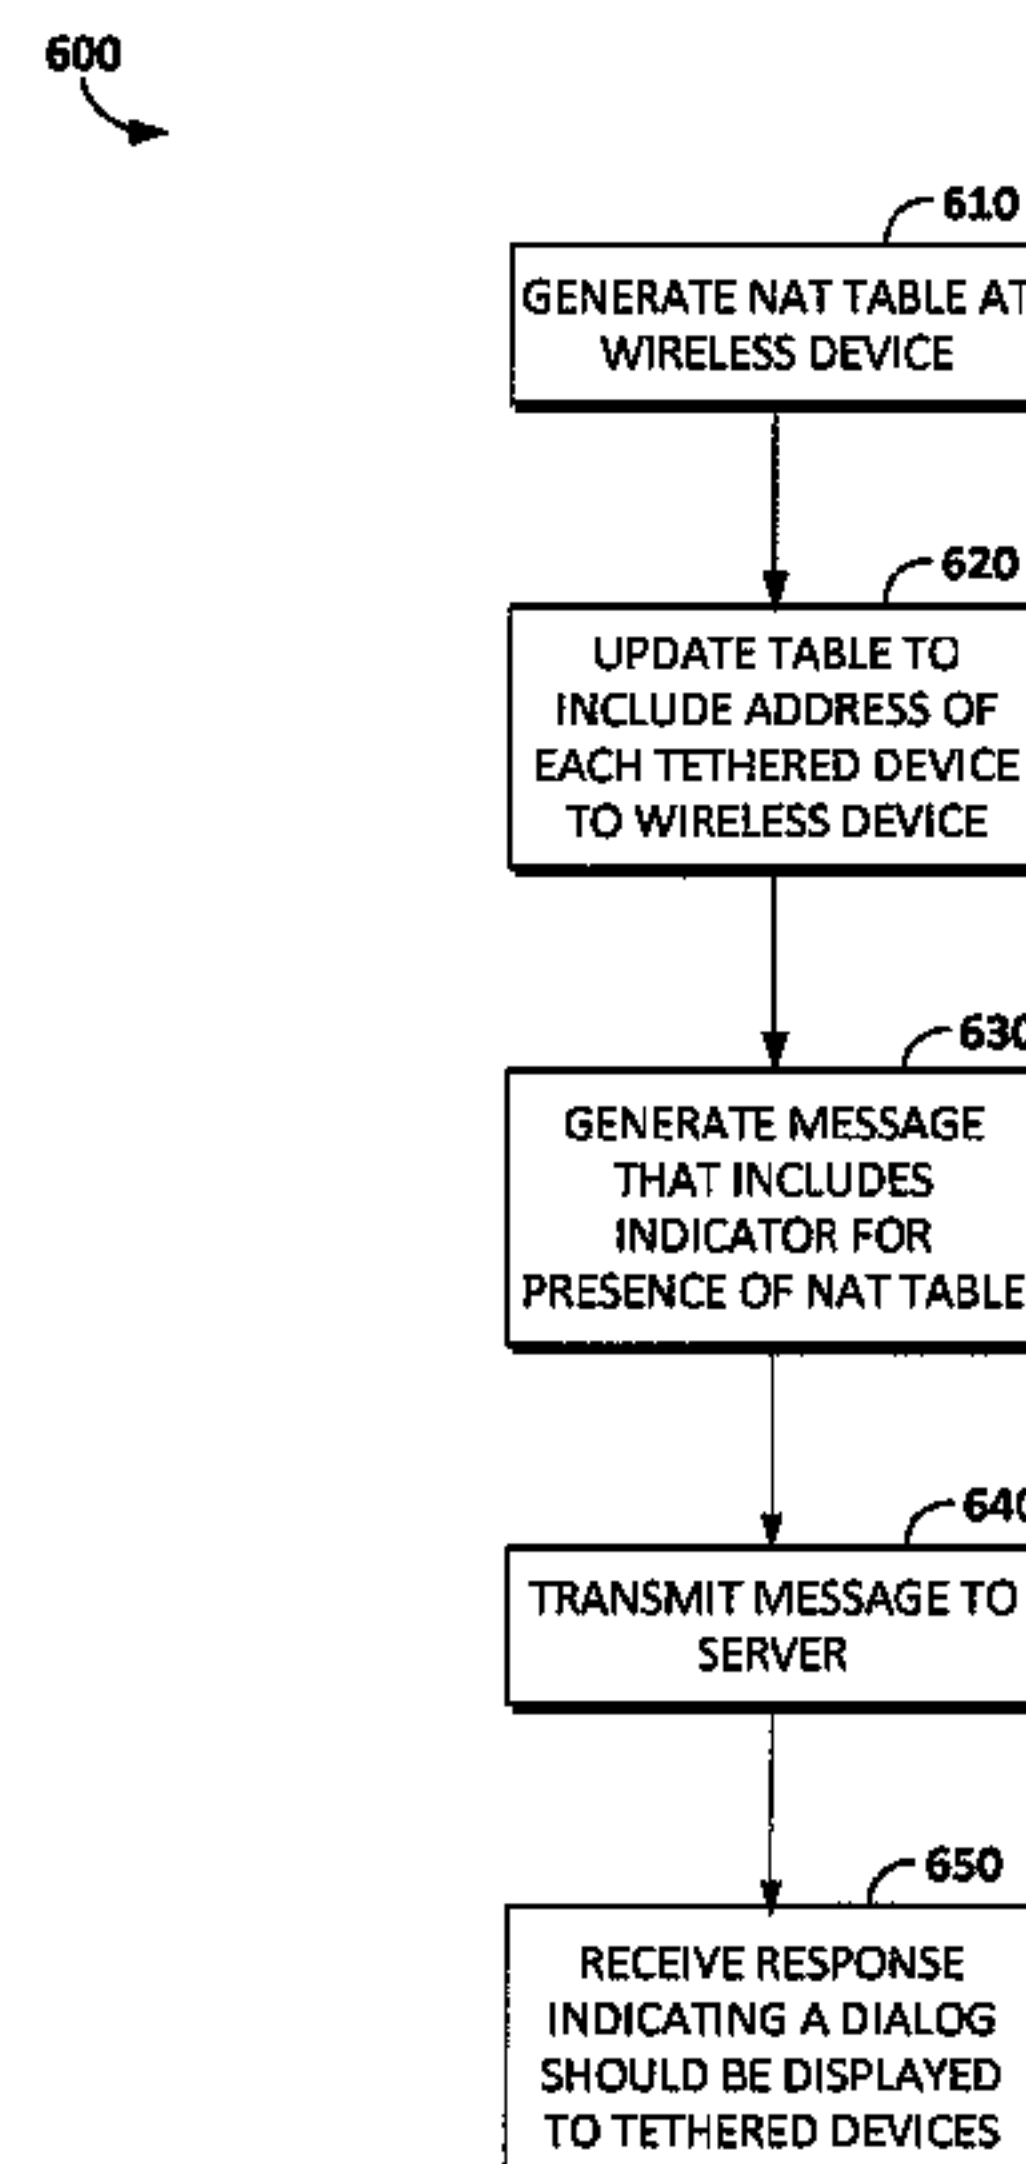 600
610
GENERATE NAT TABLE AT
WIRELESS DEVICE
620
UPDATE TABLE TO
INCLUDE ADDRESS OF
EACH TETHERED DEVICE
TO WIRELESS DEVICE
630
GENERATE MESSAGE
THAT INCLUDES
INDICATOR FOR
PRESENCE OF NAT TABLE
640
TRANSMIT MESSAGE TO
SERVER
650
RECEIVE RESPONSE
INDICATING A DIALOG
SHOULD BE DISPLAYED
TO TETHERED DEVICES